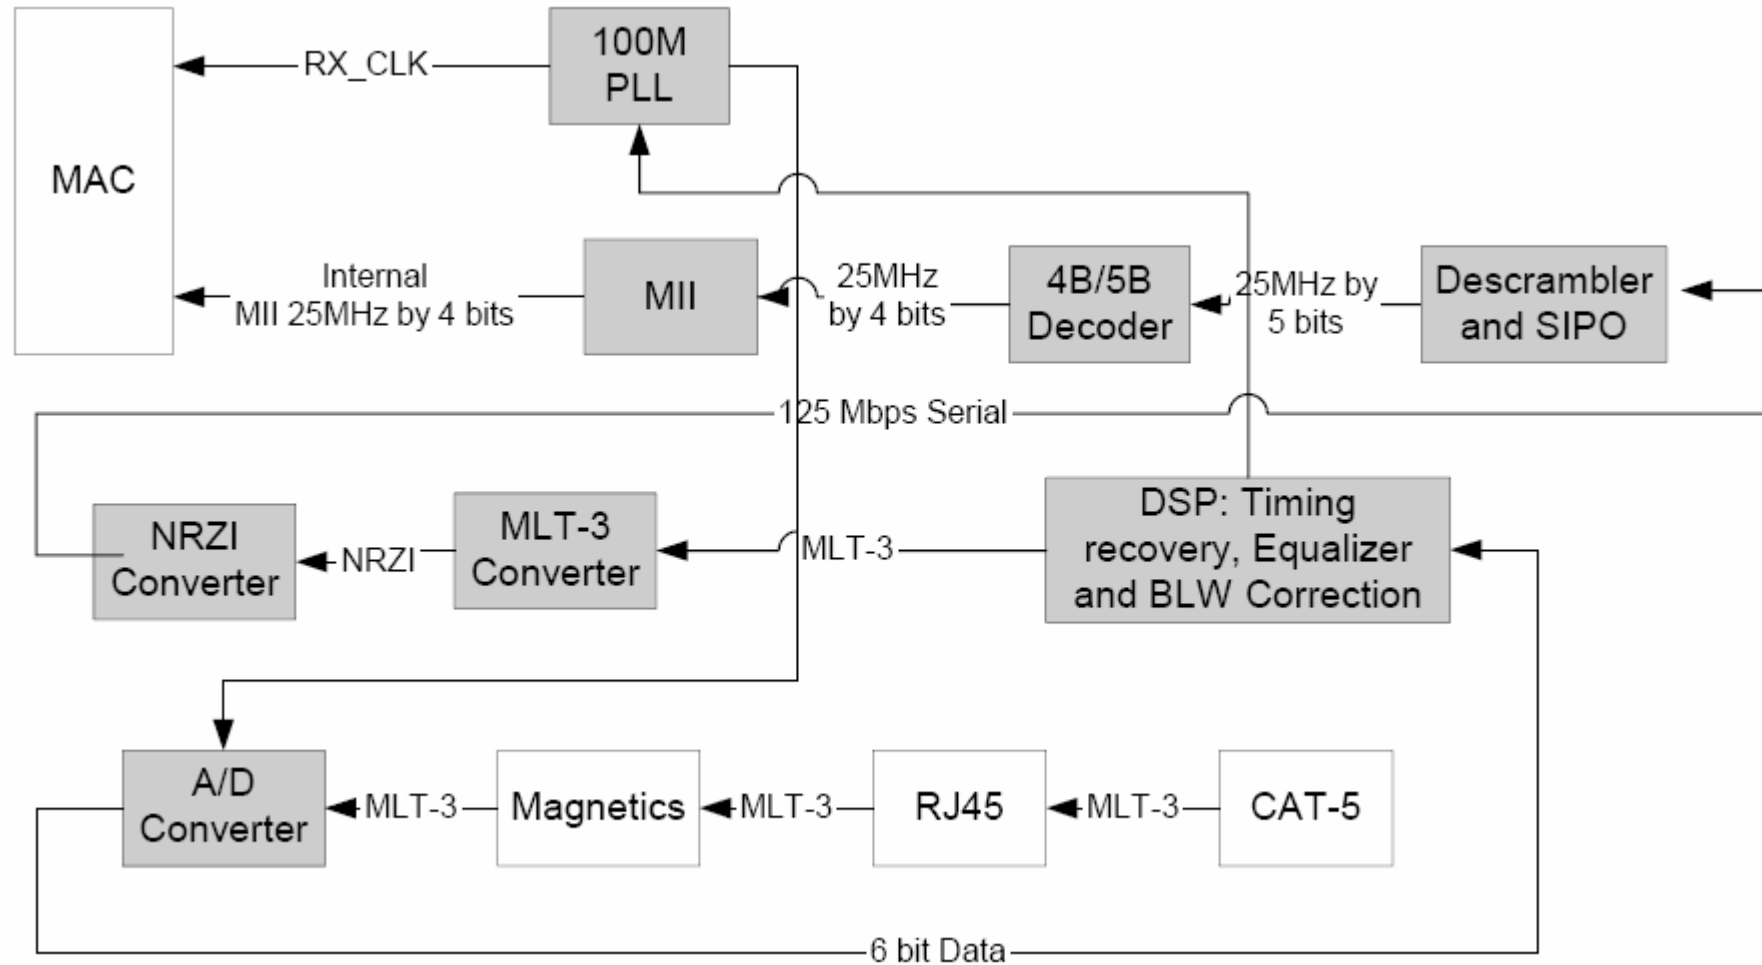 100M
PLL
RX_CLK
MAC
Internal
MII 25MHz by 4 bits
MII
25MHz
by 4 bits
4B/5B
Decoder
25MHz by
5 bits
Descrambler
and SIPO
125 Mbps Serial
NRZI
Converter
NRZI
MLT-3
Converter
MLT-3
DSP: Timing
recovery, Equalizer
and BLW Correction
A/D
Converter
MLT-3
Magnetics
MLT-3
RJ45
MLT-3
CAT-5
6 bit Data